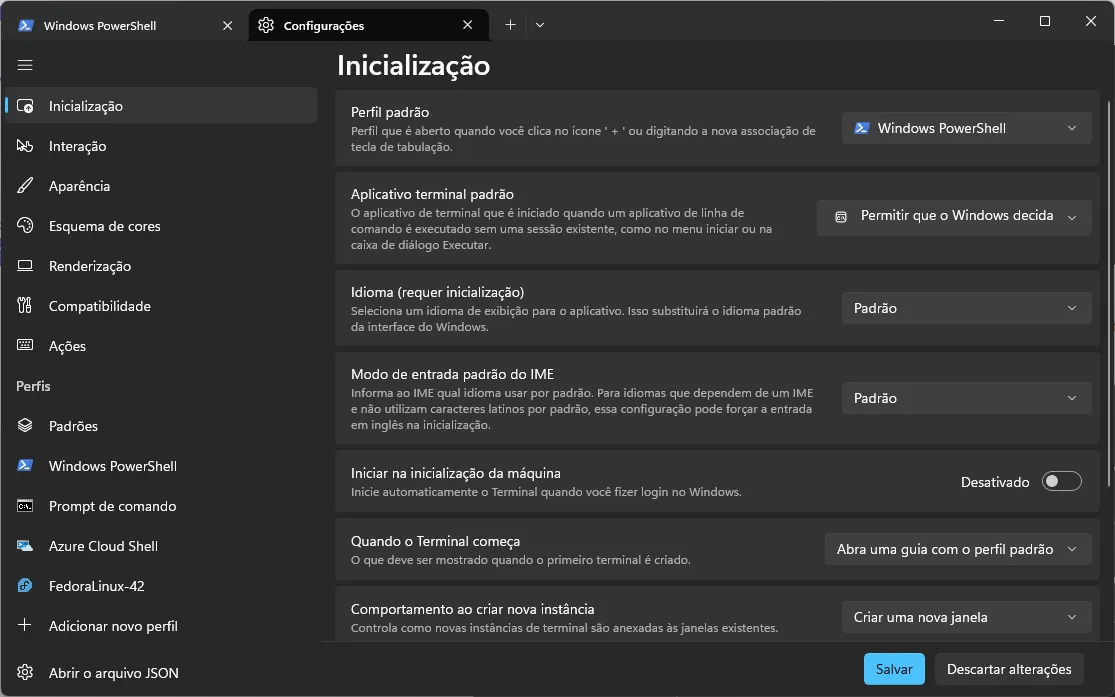 Windows PowerShell
Configurações
Inicialização
Interação
Aparência
Esquema de cores
Renderização
Compatibilidade
Ações
Perfis
Padrões
Windows PowerShell
Prompt de comando
Azure Cloud Shell
FedoraLinux-42
Adicionar novo perfil
Abrir o arquivo JSON
Inicialização
Perfil padrão
Perfil que é aberto quando você clica no ícone ' + ' ou digitando a nova associação de
tecla de tabulação.
Windows PowerShell
Aplicativo terminal padrão
O aplicativo de terminal que é iniciado quando um aplicativo de linha de
comando é executado sem uma sessão existente, como no menu iniciar ou na
caixa de diálogo Executar.
Permitir que o Windows decida
Idioma (requer inicialização)
Seleciona um idioma de exibição para o aplicativo. Isso substituirá o idioma padrão
da interface do Windows.
Padrão
Modo de entrada padrão do IME
Informa ao IME qual idioma usar por padrão. Para idiomas que dependem de um IME
e não utilizam caracteres latinos por padrão, essa configuração pode forçar a entrada
em inglês na inicialização.
Padrão
Iniciar na inicialização da máquina
Inicie automaticamente o Terminal quando você fizer login no Windows.
Desativado
Quando o Terminal começa
O que deve ser mostrado quando o primeiro terminal é criado.
Abra uma guia com o perfil padrão
Comportamento ao criar nova instância
Controla como novas instâncias de terminal são anexadas às janelas existentes.
Criar uma nova janela
Salvar
Descartar alterações